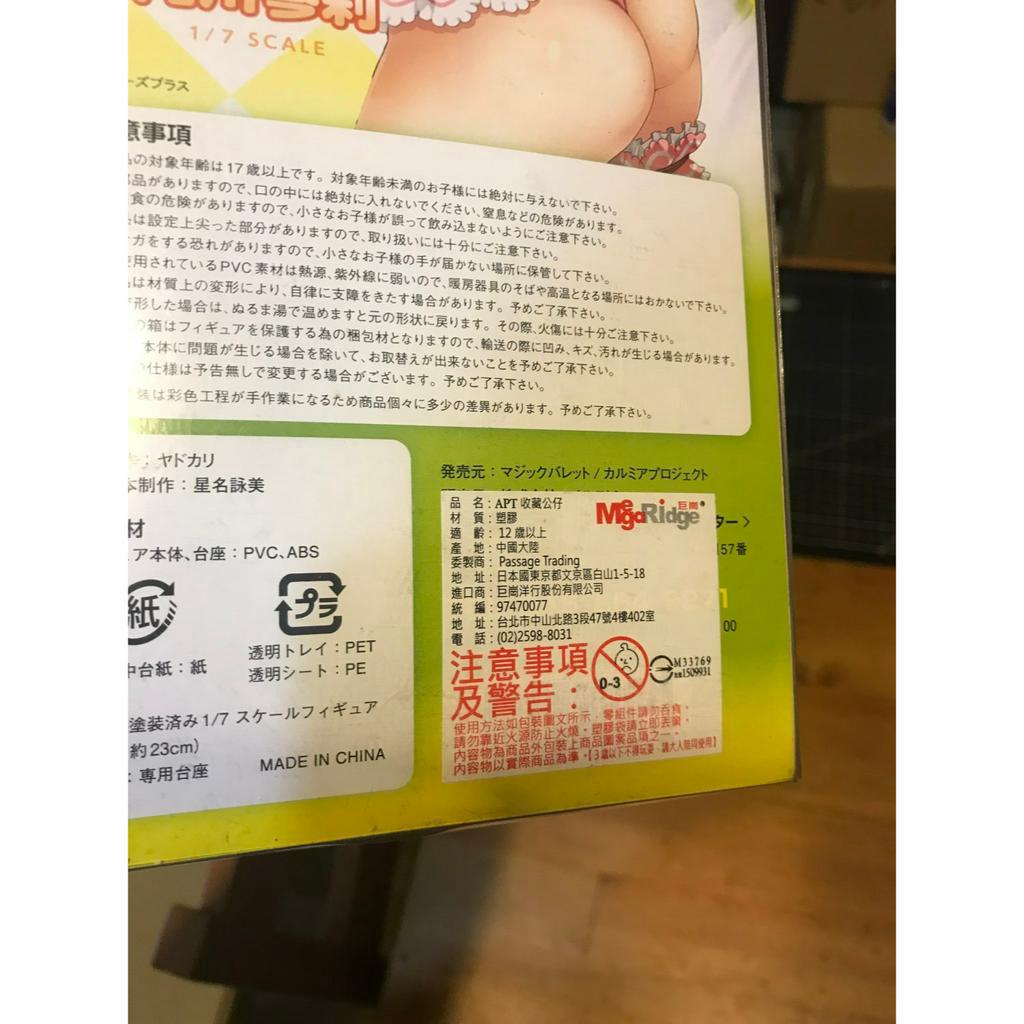 1/7 SCALE
ーズプラス
意事項
の対象年齢は17歳以上です。対象年齢未満のお子様には絶対に与えないで下さい。
部品がありますので、口の中には絶対に入れないでください、窒息などの危険があります。
食の危険がありますので、小さなお子様が誤って飲み込まないようにご注意下さい。
は設定上尖った部分がありますので、取り扱いには十分にご注意下さい。
ガをする恐れがありますので、小さなお子様の手が届かない場所に保管して下さい。
使用されているPVC素材は熱源、紫外線に弱いので、暖房器具のそばや高温となる場所にはおかないで下さい。
は材質上の変形により、自律に支障をきたす場合があります。予めご了承下さい。
形した場合は、ぬるま湯で温めますと元の形状に戻ります。その際、火傷には十分ご注意下さい。
の箱はフィギュアを保護する為の梱包材となりますので、輸送の際に凹み、キズ、汚れが生じる場合があります。
本体に問題が生じる場合を除いて、お取替えが出来ないことを予めご了承下さい。
の仕様は予告無しで変更する場合がございます。予めご了承下さい。
装は彩色工程が手作業になるため商品個々に多少の差異があります。予めご了承下さい。
：ヤドカリ
本制作：星名詠美
材
ア本体、台座：PVC、ABS
紙
プラ
中台紙：紙
透明トレイ：PET
透明シート：PE
塗装済み1/7 スケールフィギュア
約23cm)
：専用台座
MADE IN CHINA
発売元：マジックバレット / カルミアプロジェクト
ター〉
157番
00
MegaRidge 巨崗®
品 名：APT 收藏公仔
材 質：塑膠
適 齡：12歲以上
產 地：中國大陸
委製商：Passage Trading
地 址：日本國東京都文京區白山1-5-18
進口商：巨崗洋行股份有限公司
統 編：97470077
地 址：台北市中山北路3段47號4樓402室
電 話：(02)2598-8031
注意事項
及警告：
0-3
M33769
1509931
使用方法如包裝圖文所示，零組件請勿吞食。
請勿靠近火源防止火燒。塑膠袋請立即丟棄。
內容物為商品外包裝上商品圖案品項之一。
內容物以實際商品為準。【3歲以下不得玩耍，請大人陪同使用】